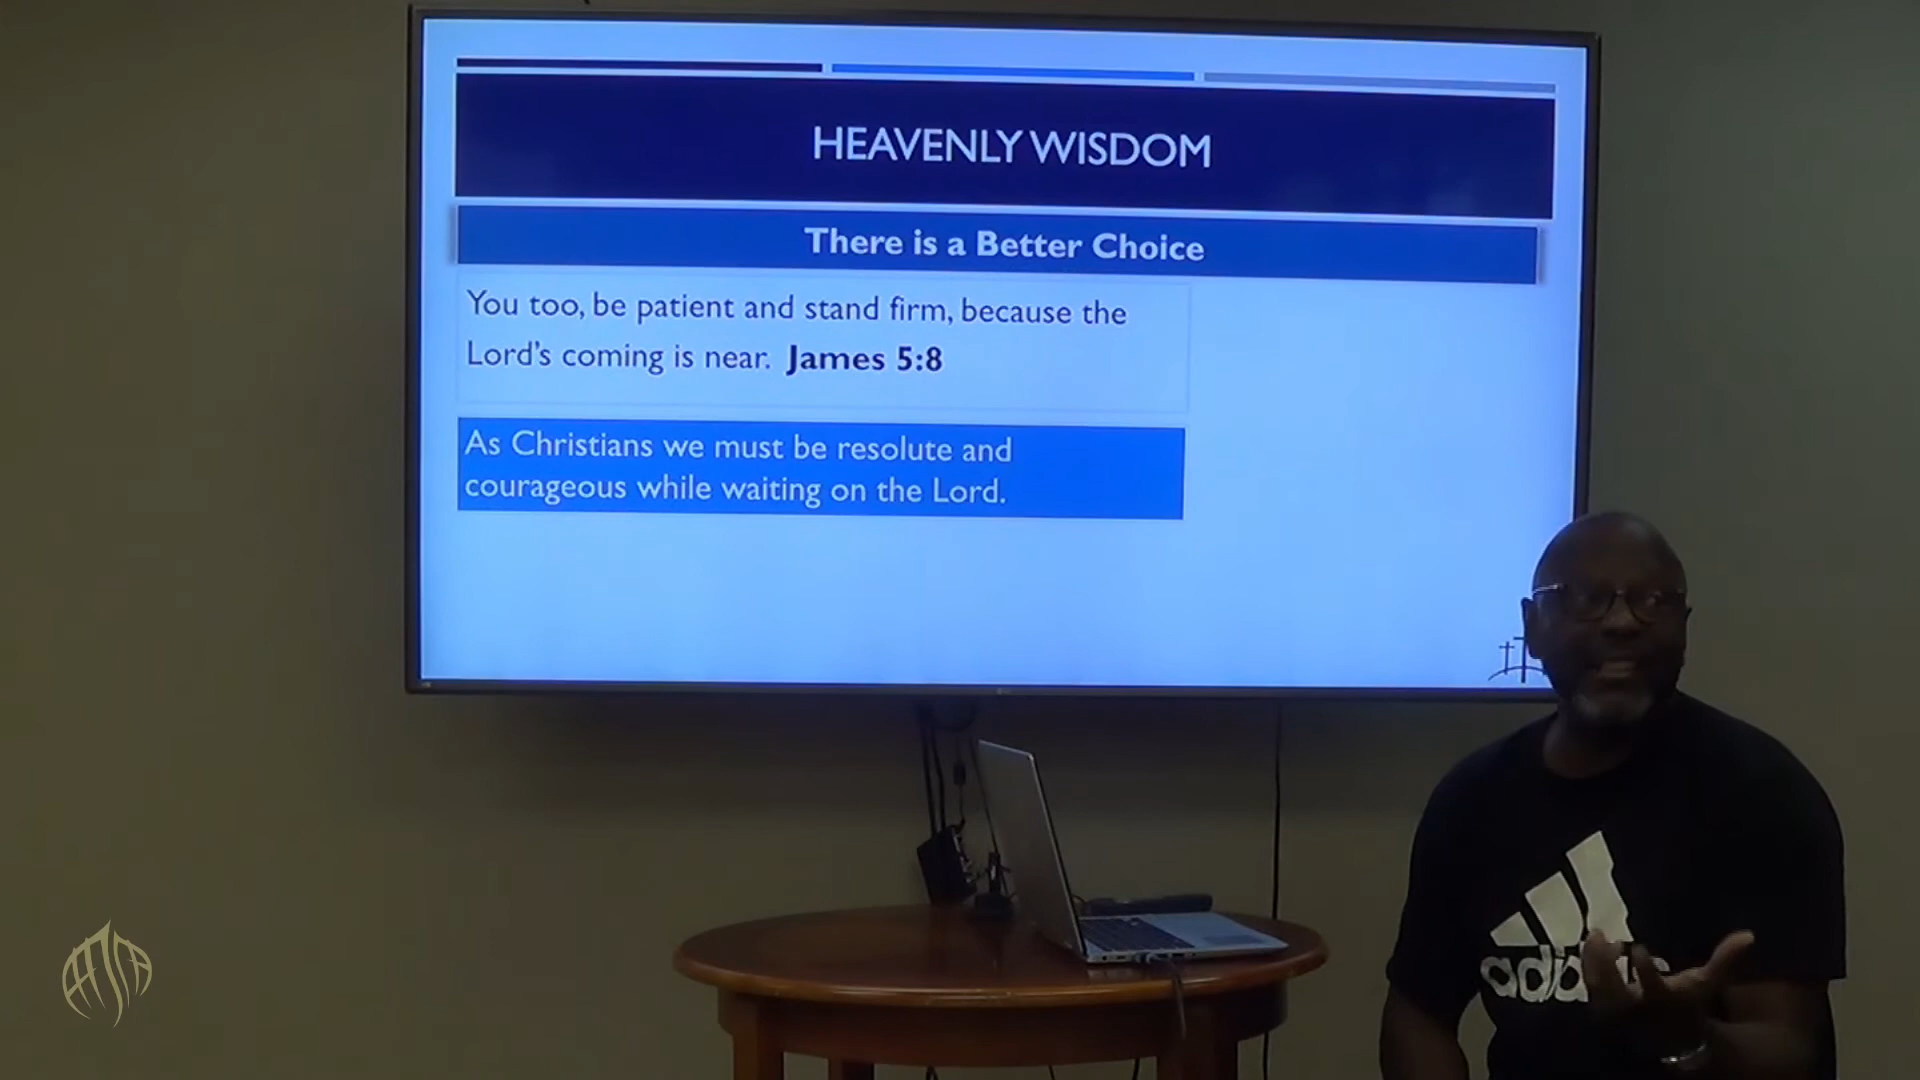 HEAVENLY WISDOM
There is a Better Choice
You too, be patient and stand firm, because the
Lord's coming is near. James 5:8
As Christians we must be resolute and
courageous while waiting on the Lord.
adidas